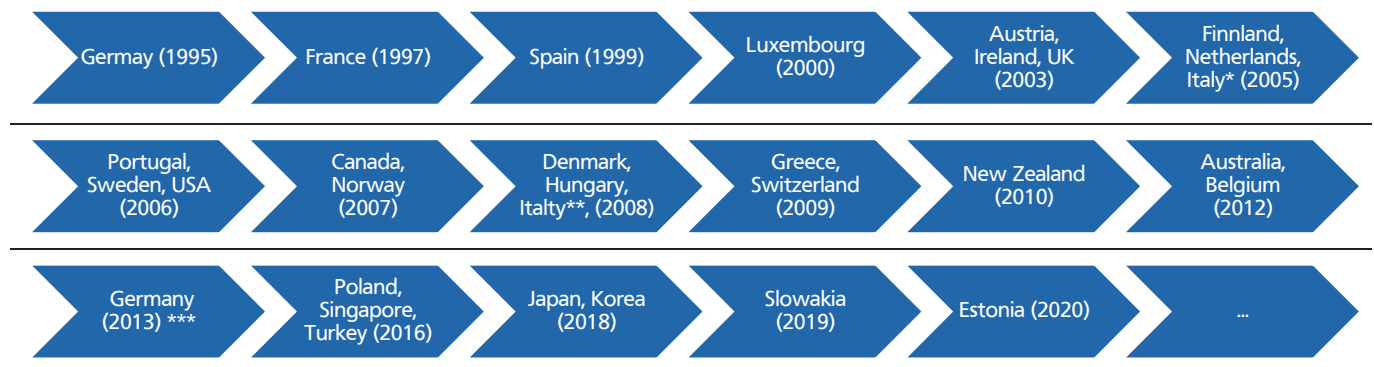 Germay (1995)
France (1997)
Spain (1999)
Luxembourg
(2000)
Austria,
Ireland, UK
(2003)
Finnland,
Netherlands,
Italy* (2005)
Portugal,
Sweden, USA
(2006)
Canada,
Norway
(2007)
Denmark,
Hungary,
Italty**, (2008)
Greece,
Switzerland
(2009)
New Zealand
(2010)
Australia,
Belgium
(2012)
Germany
(2013) ***
Poland,
Singapore,
Turkey (2016)
Japan, Korea
(2018)
Slowakia
(2019)
Estonia (2020)
...